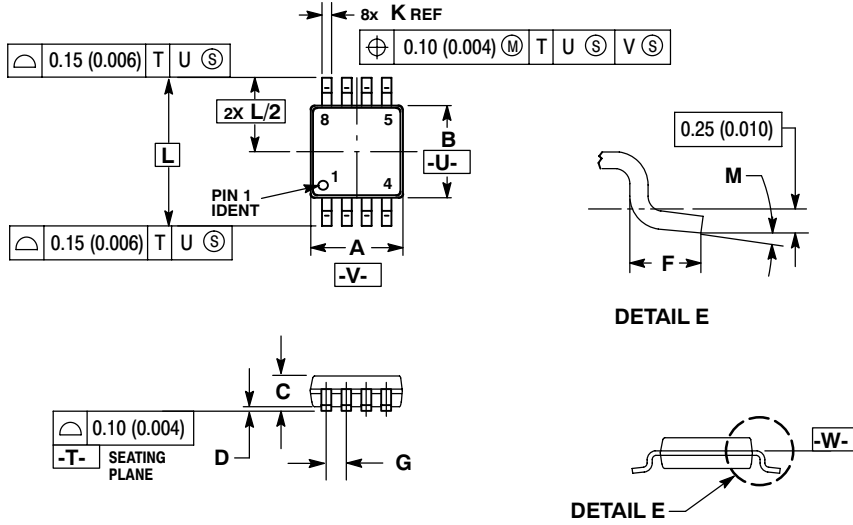 8x K REF
⌖ 0.10 (0.004) Ⓜ T U Ⓢ V Ⓢ
⌓ 0.15 (0.006) T U Ⓢ
2X L/2
8 5
B
-U-
L
1 4
PIN 1
IDENT
⌓ 0.15 (0.006) T U Ⓢ
A
-V-
0.25 (0.010)
M
F
DETAIL E
C
⌓ 0.10 (0.004)
-T- SEATING
PLANE
D
G
-W-
DETAIL E